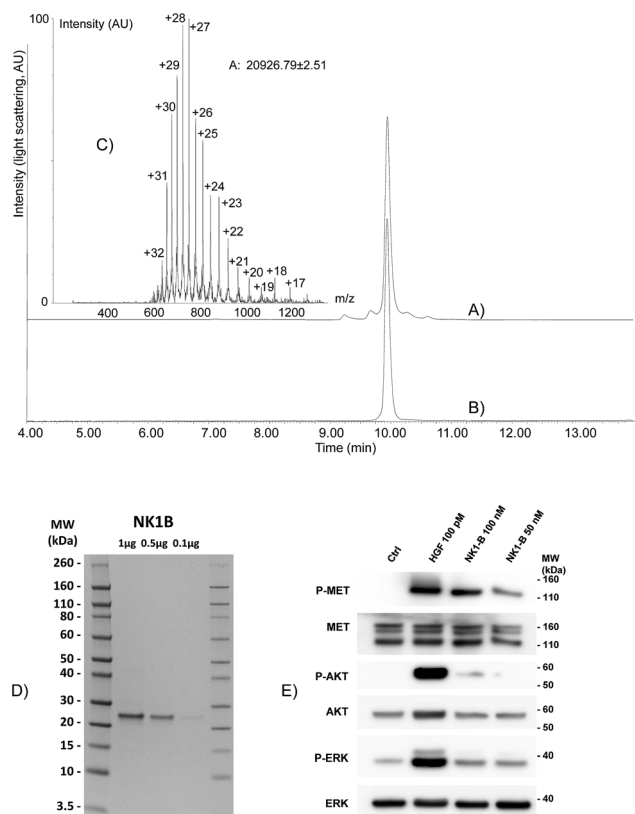 Intensity (AU)
100
Intensity (light scattering, AU)
A: 20926.79±2.51
C)
+28
+27
+29
+30
+26
+25
+31
+24
+23
+22
+32
+21
+20
+18
+19
+17
0
400
600
800
1000
1200
m/z
A)
B)
4.00 5.00 6.00 7.00 8.00 9.00 10.00 11.00 12.00 13.00
Time (min)
MW
(kDa)
NK1B
1µg 0.5µg 0.1µg
260 -
160 -
110 -
80 -
60 -
50 -
40 -
30 -
20 -
15 -
10 -
3.5 -
D)
E)
Ctrl
HGF 100 pM
NK1-B 100 nM
NK1-B 50 nM
MW
(kDa)
P-MET
- 160
- 110
MET
- 160
- 110
P-AKT
- 60
- 50
AKT
- 60
- 50
P-ERK
- 40
ERK
- 40